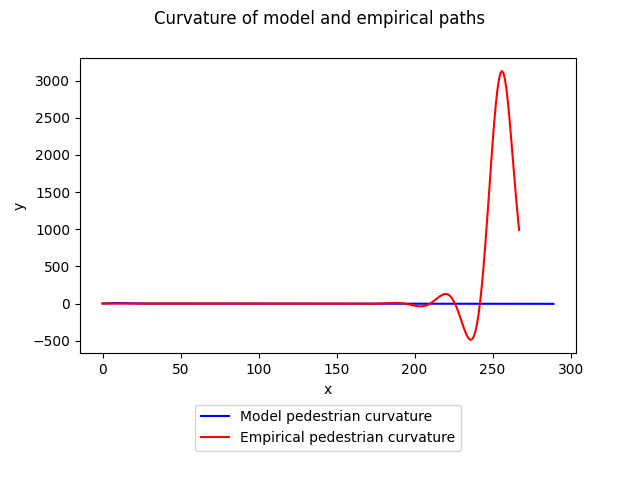 Curvature of model and empirical paths
3000
2500
2000
1500
1000
500
0
−500
y
0 50 100 150 200 250 300
x
Model pedestrian curvature
Empirical pedestrian curvature